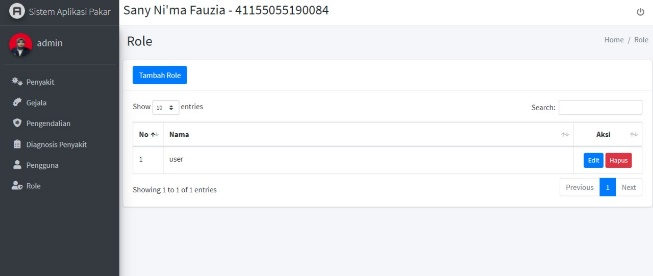 Sistem Aplikasi Pakar
Sany Ni'ma Fauzia - 41155055190084
admin
Role
Home / Role
Penyakit
Gejala
Pengendalian
Diagnosis Penyakit
Pengguna
Role
Tambah Role
Show 10 entries
Search:
No Nama Aksi
1 user Edit Hapus
Showing 1 to 1 of 1 entries
Previous 1 Next